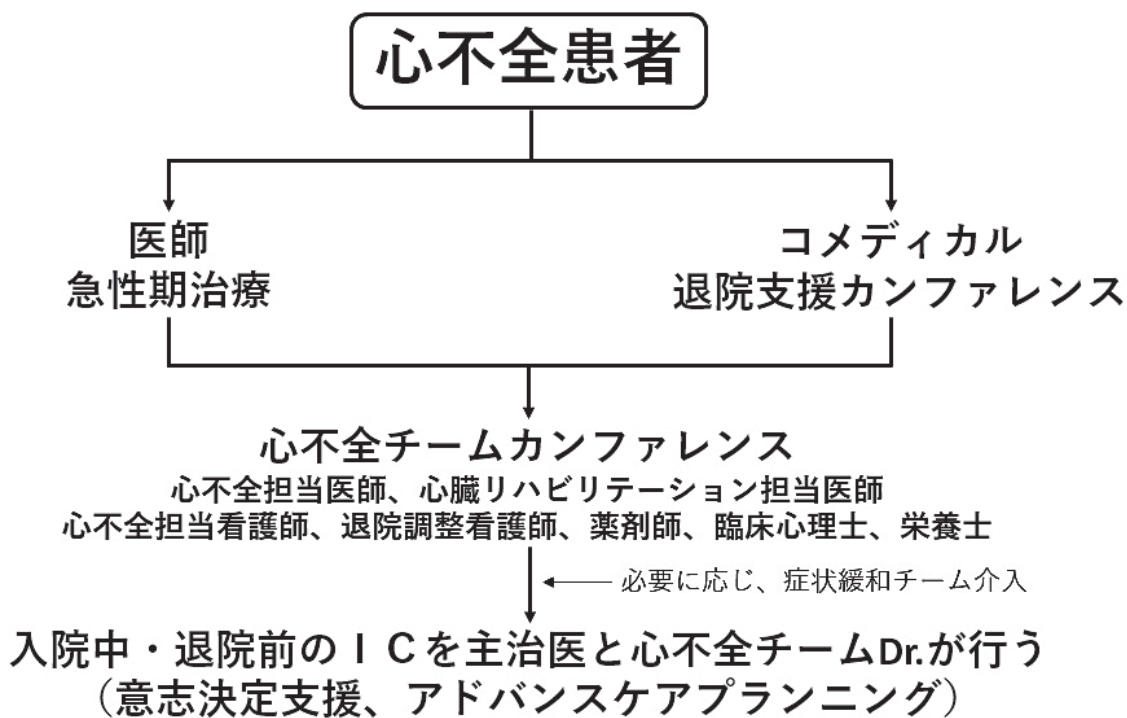 心不全患者
医師
急性期治療
コメディカル
退院支援カンファレンス
心不全チームカンファレンス
心不全担当医師、心臓リハビリテーション担当医師
心不全担当看護師、退院調整看護師、薬剤師、臨床心理士、栄養士
必要に応じ、症状緩和チーム介入
入院中・退院前のＩＣを主治医と心不全チームDr.が行う
（意志決定支援、アドバンスケアプランニング）